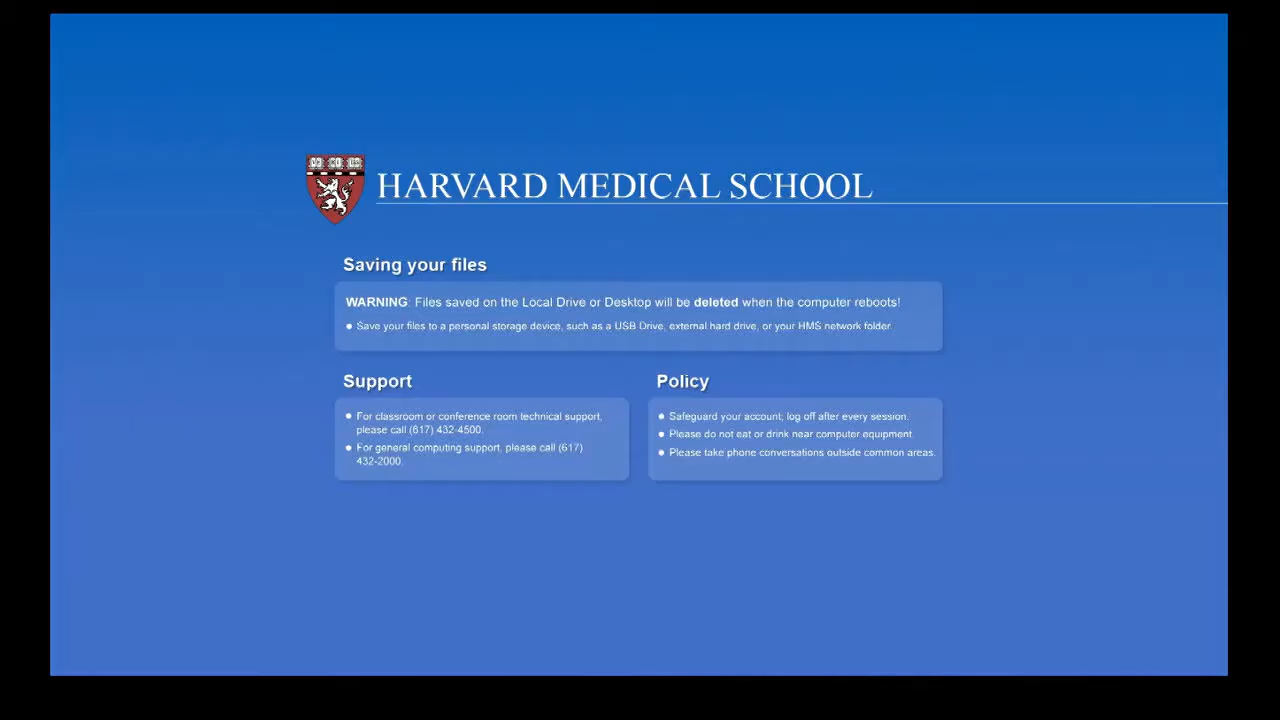 HARVARD MEDICAL SCHOOL
Saving your files
WARNING: Files saved on the Local Drive or Desktop will be deleted when the computer reboots!
● Save your files to a personal storage device, such as a USB Drive, external hard drive, or your HMS network folder.
Support
● For classroom or conference room technical support,
please call (617) 432-4500.
● For general computing support, please call (617)
432-2000.
Policy
● Safeguard your account; log off after every session.
● Please do not eat or drink near computer equipment.
● Please take phone conversations outside common areas.